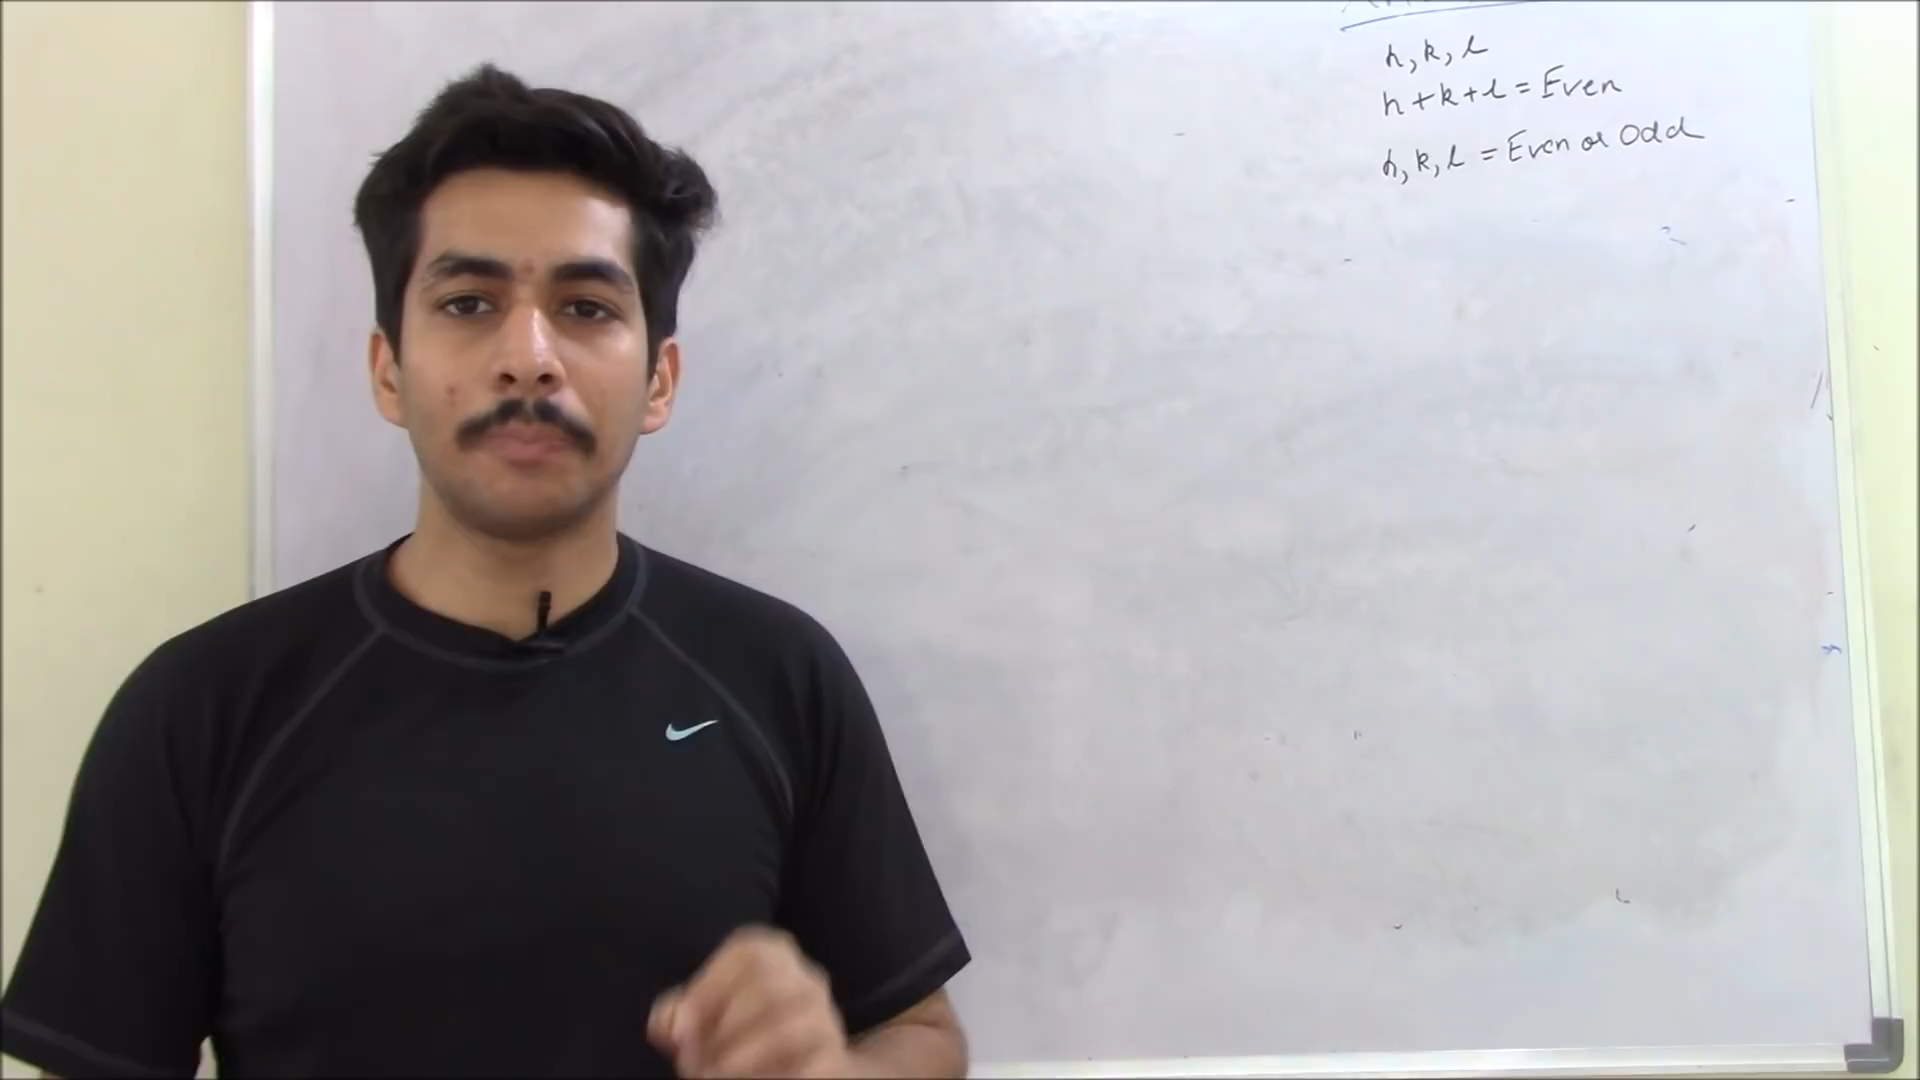 h, k, l
h + k + l = Even
h, k, l = Even or Odd